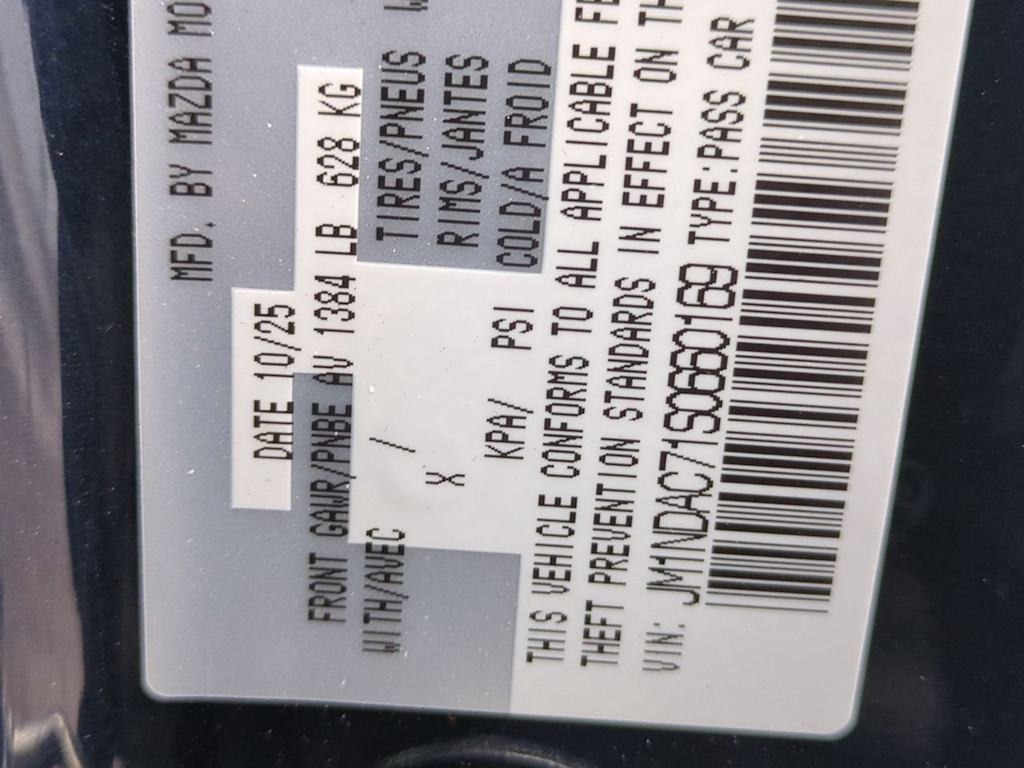 MFD. BY MAZDA MO
DATE 10/25
FRONT GAWR/PNBE AV 1384 LB 628 KG
WITH/AVEC / TIRES/PNEUS
X RIMS/JANTES
KPA/ PSI COLD/A FROID
THIS VEHICLE CONFORMS TO ALL APPLICABLE FE
THEFT PREVENTION STANDARDS IN EFFECT ON TH
VIN: JM1NDAC71S0660169 TYPE:PASS CAR